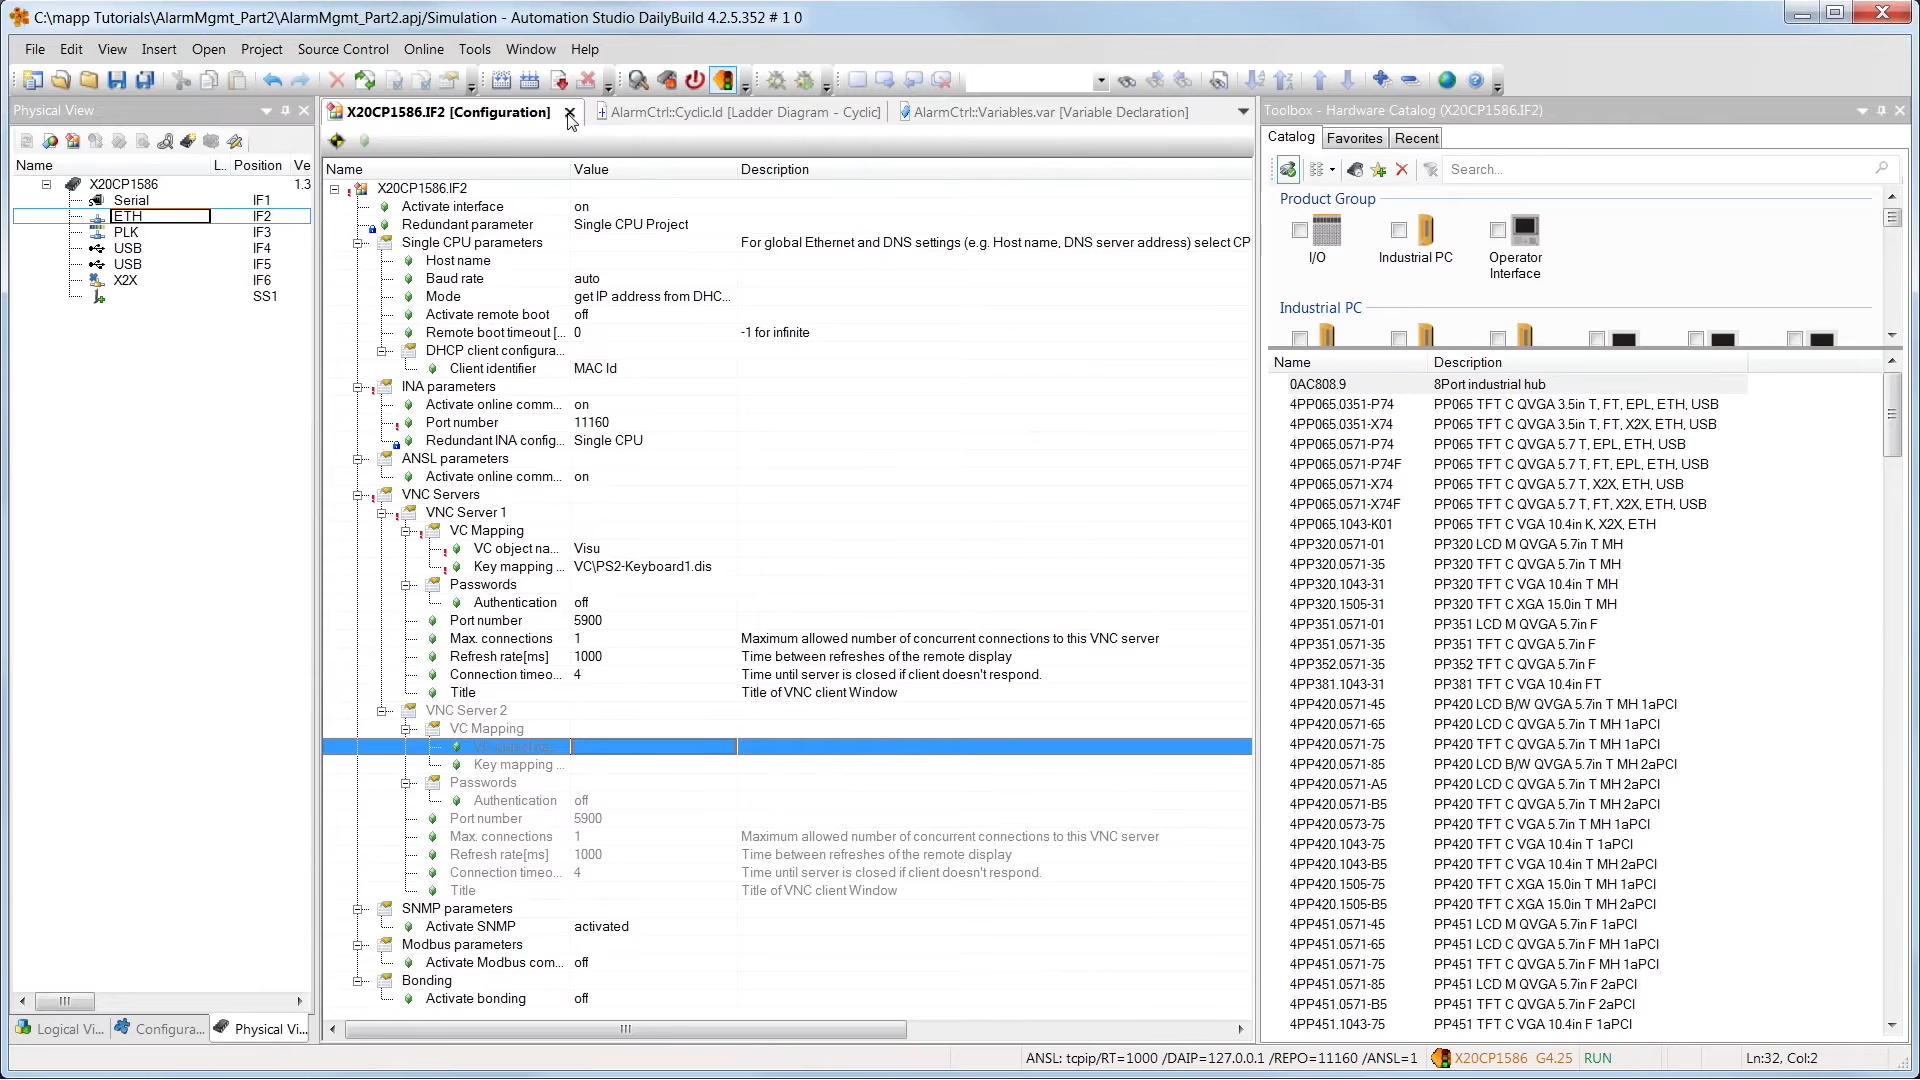 C:\mapp Tutorials\AlarmMgmt_Part2\AlarmMgmt_Part2.apj/Simulation - Automation Studio DailyBuild 4.2.5.352 # 1 0
File Edit View Insert Open Project Source Control Online Tools Window Help
Physical View
Name L.. Position Ve
X20CP1586 1.3
Serial IF1
ETH IF2
PLK IF3
USB IF4
USB IF5
X2X IF6
SS1
Logical Vi... Configura... Physical Vi...
X20CP1586.IF2 [Configuration] AlarmCtrl::Cyclic.ld [Ladder Diagram - Cyclic] AlarmCtrl::Variables.var [Variable Declaration]
Name Value Description
X20CP1586.IF2
Activate interface on
Redundant parameter Single CPU Project
Single CPU parameters For global Ethernet and DNS settings (e.g. Host name, DNS server address) select CP
Host name
Baud rate auto
Mode get IP address from DHC...
Activate remote boot off
Remote boot timeout [... 0 -1 for infinite
DHCP client configura...
Client identifier MAC Id
INA parameters
Activate online comm... on
Port number 11160
Redundant INA config... Single CPU
ANSL parameters
Activate online comm... on
VNC Servers
VNC Server 1
VC Mapping
VC object na... Visu
Key mapping ... VC\PS2-Keyboard1.dis
Passwords
Authentication off
Port number 5900
Max. connections 1 Maximum allowed number of concurrent connections to this VNC server
Refresh rate[ms] 1000 Time between refreshes of the remote display
Connection timeo... 4 Time until server is closed if client doesn't respond.
Title Title of VNC client Window
VNC Server 2
VC Mapping
VC object na...
Key mapping ...
Passwords
Authentication off
Port number 5900
Max. connections 1 Maximum allowed number of concurrent connections to this VNC server
Refresh rate[ms] 1000 Time between refreshes of the remote display
Connection timeo... 4 Time until server is closed if client doesn't respond.
Title Title of VNC client Window
SNMP parameters
Activate SNMP activated
Modbus parameters
Activate Modbus com... off
Bonding
Activate bonding off
Toolbox - Hardware Catalog (X20CP1586.IF2)
Catalog Favorites Recent
Search...
Product Group
I/O Industrial PC Operator Interface
Industrial PC
Name Description
0AC808.9 8Port industrial hub
4PP065.0351-P74 PP065 TFT C QVGA 3.5in T, FT, EPL, ETH, USB
4PP065.0351-X74 PP065 TFT C QVGA 3.5in T, FT, X2X, ETH, USB
4PP065.0571-P74 PP065 TFT C QVGA 5.7 T, EPL, ETH, USB
4PP065.0571-P74F PP065 TFT C QVGA 5.7 T, FT, EPL, ETH, USB
4PP065.0571-X74 PP065 TFT C QVGA 5.7 T, X2X, ETH, USB
4PP065.0571-X74F PP065 TFT C QVGA 5.7 T, FT, X2X, ETH, USB
4PP065.1043-K01 PP065 TFT C VGA 10.4in K, X2X, ETH
4PP320.0571-01 PP320 LCD M QVGA 5.7in T MH
4PP320.0571-35 PP320 TFT C QVGA 5.7in T MH
4PP320.1043-31 PP320 TFT C VGA 10.4in T MH
4PP320.1505-31 PP320 TFT C XGA 15.0in T MH
4PP351.0571-01 PP351 LCD M QVGA 5.7in F
4PP351.0571-35 PP351 TFT C QVGA 5.7in F
4PP352.0571-35 PP352 TFT C QVGA 5.7in F
4PP381.1043-31 PP381 TFT C VGA 10.4in FT
4PP420.0571-45 PP420 LCD B/W QVGA 5.7in T MH 1aPCI
4PP420.0571-65 PP420 LCD C QVGA 5.7in T MH 1aPCI
4PP420.0571-75 PP420 TFT C QVGA 5.7in T MH 1aPCI
4PP420.0571-85 PP420 LCD B/W QVGA 5.7in T MH 2aPCI
4PP420.0571-A5 PP420 LCD C QVGA 5.7in T MH 2aPCI
4PP420.0571-B5 PP420 TFT C QVGA 5.7in T MH 2aPCI
4PP420.0573-75 PP420 TFT C VGA 5.7in T MH 1aPCI
4PP420.1043-75 PP420 TFT C VGA 10.4in T 1aPCI
4PP420.1043-B5 PP420 TFT C VGA 10.4in T MH 2aPCI
4PP420.1505-75 PP420 TFT C XGA 15.0in T MH 1aPCI
4PP420.1505-B5 PP420 TFT C XGA 15.0in T MH 2aPCI
4PP451.0571-45 PP451 LCD M QVGA 5.7in F 1aPCI
4PP451.0571-65 PP451 LCD C QVGA 5.7in F MH 1aPCI
4PP451.0571-75 PP451 TFT C QVGA 5.7in F MH 1aPCI
4PP451.0571-85 PP451 LCD M QVGA 5.7in F 2aPCI
4PP451.0571-B5 PP451 TFT C QVGA 5.7in F 2aPCI
4PP451.1043-75 PP451 TFT C VGA 10.4in F 1aPCI
ANSL: tcpip/RT=1000 /DAIP=127.0.0.1 /REPO=11160 /ANSL=1 X20CP1586 G4.25 RUN Ln:32, Col:2